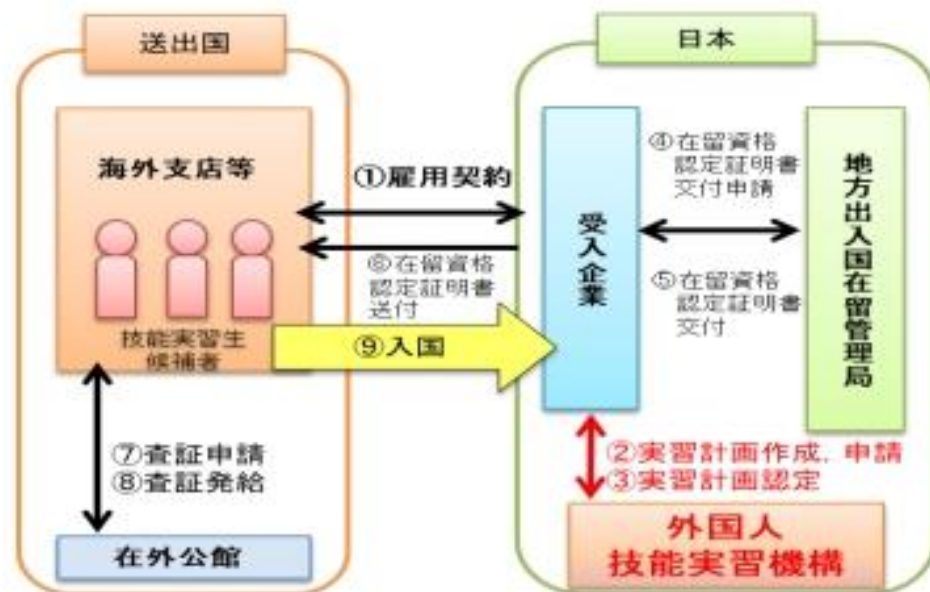 送出国
海外支店等
技能実習生
候補者
⑦査証申請
⑧査証発給
在外公館
①雇用契約
⑥在留資格
認定証明書
送付
⑨入国
日本
受入企業
④在留資格
認定証明書
交付申請
⑤在留資格
認定証明書
交付
地方出入国在留管理局
②実習計画作成，申請
③実習計画認定
外国人
技能実習機構